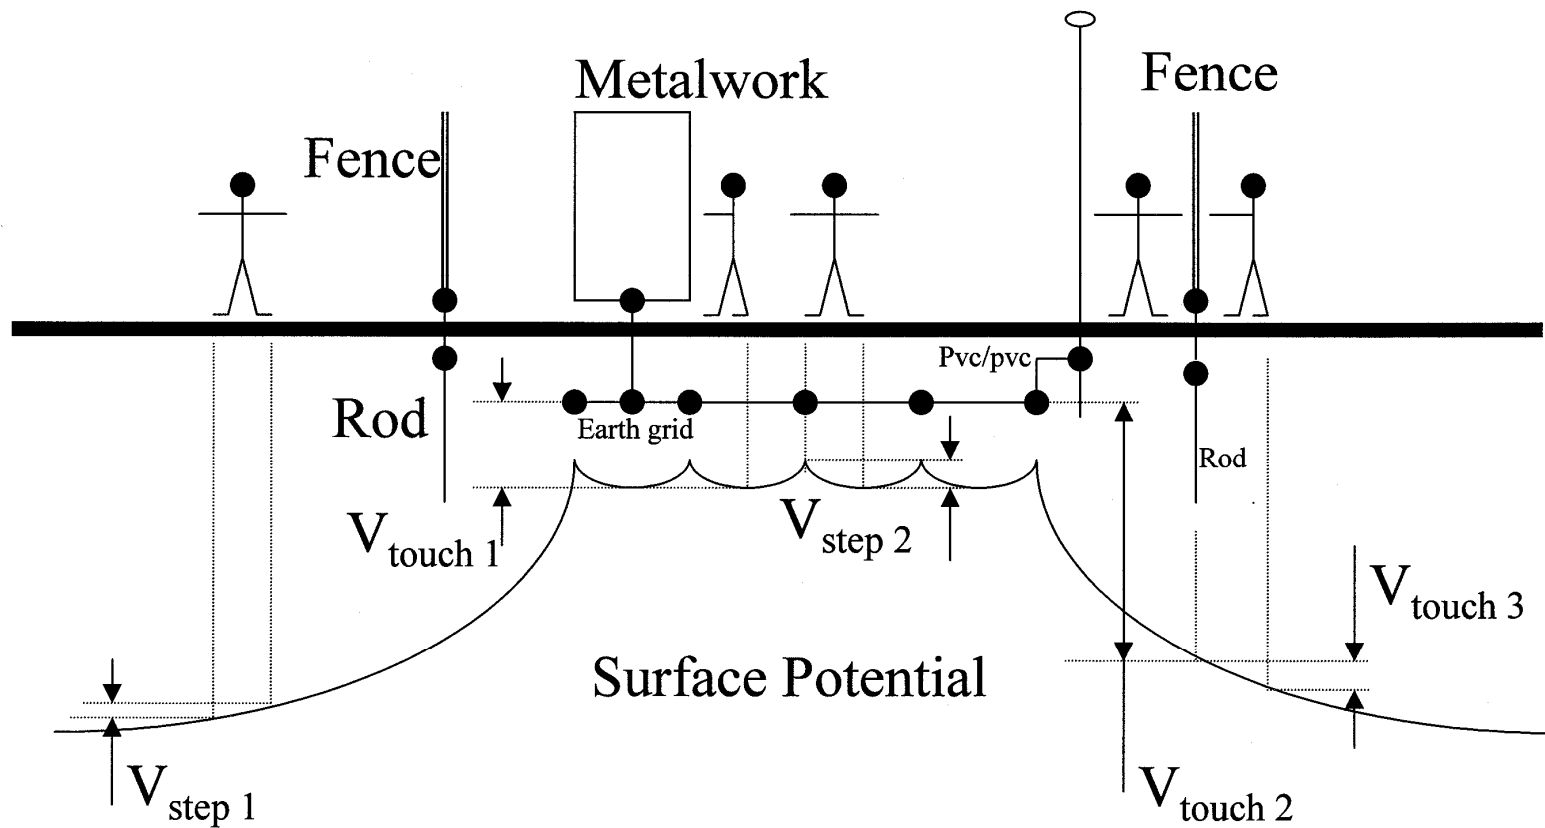 Metalwork
Fence
Fence
Pvc/pvc
Rod
Earth grid
Rod
V touch 1
V step 2
V touch 3
Surface Potential
V step 1
V touch 2